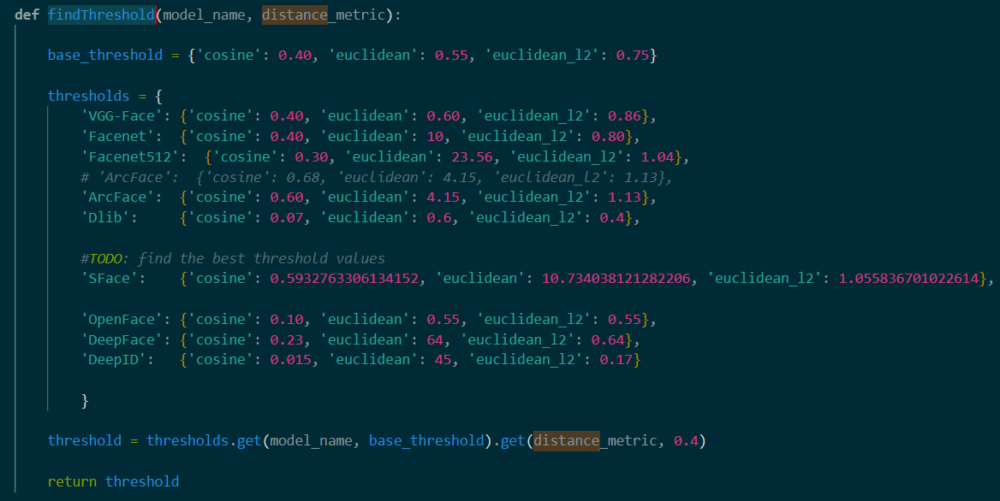 def findThreshold(model_name, distance_metric):
base_threshold = {'cosine': 0.40, 'euclidean': 0.55, 'euclidean_l2': 0.75}
thresholds = {
'VGG-Face': {'cosine': 0.40, 'euclidean': 0.60, 'euclidean_l2': 0.86},
'Facenet':  {'cosine': 0.40, 'euclidean': 10, 'euclidean_l2': 0.80},
'Facenet512':  {'cosine': 0.30, 'euclidean': 23.56, 'euclidean_l2': 1.04},
# 'ArcFace':  {'cosine': 0.68, 'euclidean': 4.15, 'euclidean_l2': 1.13},
'ArcFace':  {'cosine': 0.60, 'euclidean': 4.15, 'euclidean_l2': 1.13},
'Dlib':     {'cosine': 0.07, 'euclidean': 0.6, 'euclidean_l2': 0.4},
#TODO: find the best threshold values
'SFace':    {'cosine': 0.5932763306134152, 'euclidean': 10.734038121282206, 'euclidean_l2': 1.055836701022614},
'OpenFace': {'cosine': 0.10, 'euclidean': 0.55, 'euclidean_l2': 0.55},
'DeepFace': {'cosine': 0.23, 'euclidean': 64, 'euclidean_l2': 0.64},
'DeepID':   {'cosine': 0.015, 'euclidean': 45, 'euclidean_l2': 0.17}
}
threshold = thresholds.get(model_name, base_threshold).get(distance_metric, 0.4)
return threshold